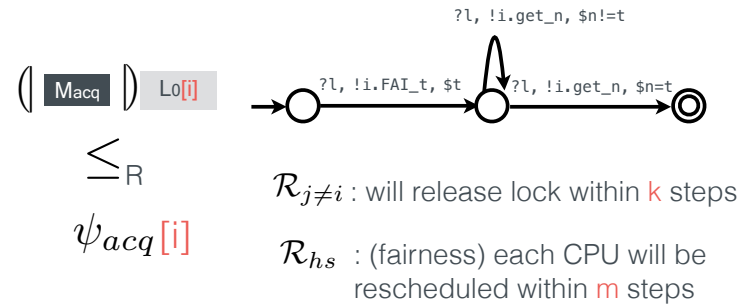 ?l, !i.get_n, $n!=t
(| Macq |) L0[i]
?l, !i.FAI_t, $t
?l, !i.get_n, $n=t
≤R
ψacq[i]
Rj≠i : will release lock within k steps
Rhs : (fairness) each CPU will be
rescheduled within m steps